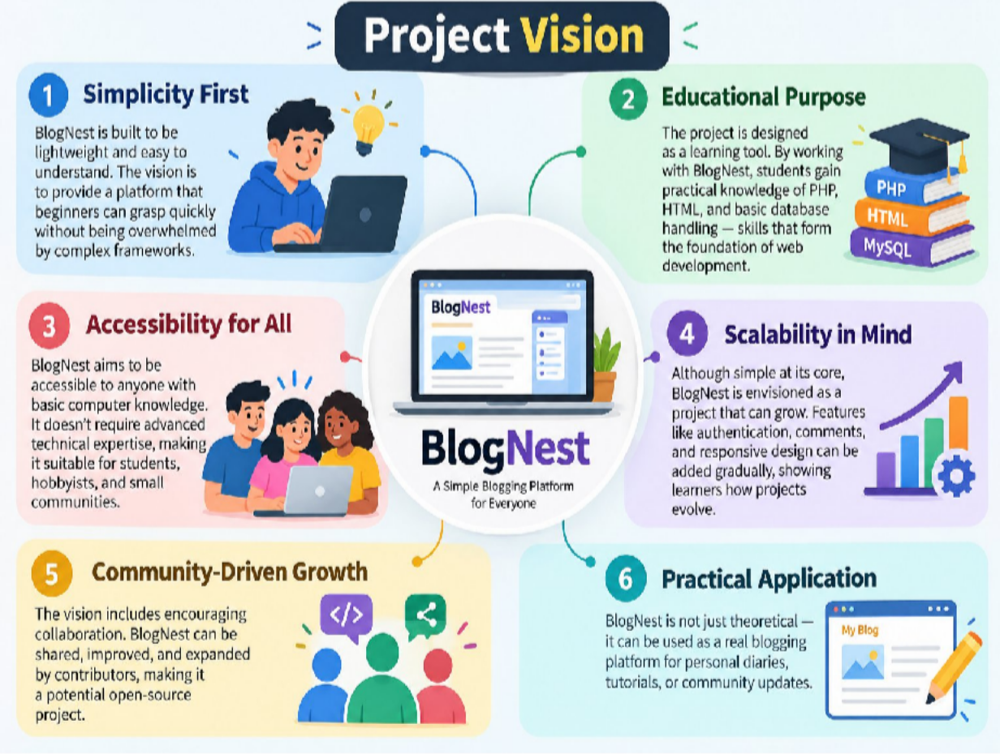 Project Vision
1 Simplicity First
BlogNest is built to be
lightweight and easy to
understand. The vision is
to provide a platform that
beginners can grasp quickly
without being overwhelmed
by complex frameworks.
2 Educational Purpose
The project is designed
as a learning tool. By working
with BlogNest, students gain
practical knowledge of PHP,
HTML, and basic database
handling — skills that form
the foundation of web
development.
PHP
HTML
MySQL
3 Accessibility for All
BlogNest aims to be
accessible to anyone with
basic computer knowledge.
It doesn't require advanced
technical expertise, making
it suitable for students,
hobbyists, and small
communities.
BlogNest
BlogNest
A Simple Blogging Platform
for Everyone
4 Scalability in Mind
Although simple at its core,
BlogNest is envisioned as a
project that can grow. Features
like authentication, comments,
and responsive design can be
added gradually, showing
learners how projects
evolve.
5 Community-Driven Growth
The vision includes encouraging
collaboration. BlogNest can be
shared, improved, and expanded
by contributors, making it
a potential open-source
project.
</>
6 Practical Application
BlogNest is not just theoretical —
it can be used as a real blogging
platform for personal diaries,
tutorials, or community updates.
My Blog